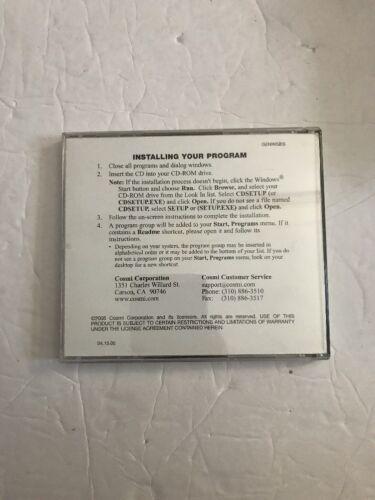 INSTALLING YOUR PROGRAM
1. Close all programs and dialog windows.
2. Insert the CD into your CD-ROM drive.
Note: If the installation process doesn't begin, click the Windows®
Start button and choose Run. Click Browse, and select your
CD-ROM drive from the Look In list. Select CDSETUP (or
CDSETUP.EXE) and click Open. If you do not see a file named
CDSETUP, select SETUP or (SETUP.EXE) and click Open.
3. Follow the on-screen instructions to complete the installation.
4. A program group will be added to your Start, Programs menu. If it
contains a Readme shortcut, please open it and follow its
instructions.
• Depending on your system, the program group may be inserted in
alphabetical order or it may be added to the bottom of your list. If you do
not see a program group on your Start, Programs menu, look on your
desktop for a new shortcut.
Cosmi Corporation
1351 Charles Willard St.
Carson, CA 90746
www.cosmi.com
Cosmi Customer Service
support@cosmi.com
Phone: (310) 886-3510
Fax: (310) 886-3517
©2005 Cosmi Corporation and its licensors. All rights are reserved. USE OF THIS
PRODUCT IS SUBJECT TO CERTAIN RESTRICTIONS AND LIMITATIONS OF WARRANTY
UNDER THE LICENSE AGREEMENT CONTAINED HEREIN.